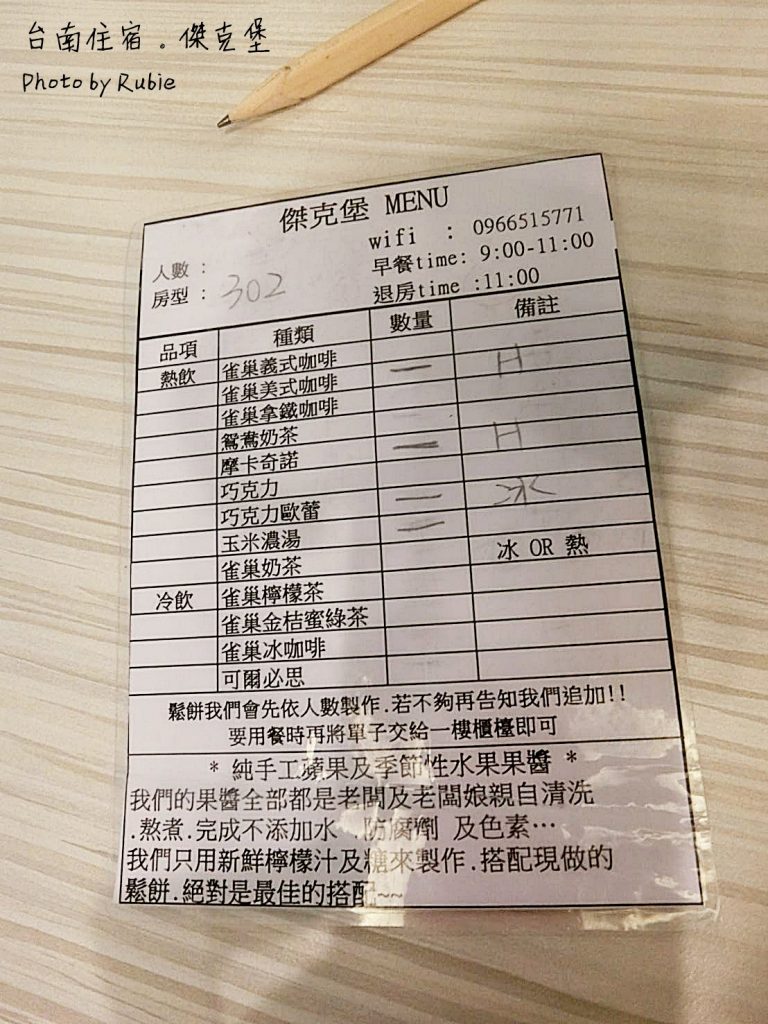 台南住宿。傑克堡
Photo by Rubie
傑克堡 MENU
人數：
wifi : 0966515771
房型：302
早餐time: 9:00-11:00
退房time :11:00
品項 種類 數量 備註
熱飲 雀巢義式咖啡 一 H
雀巢美式咖啡
雀巢拿鐵咖啡
鴛鴦奶茶 一 H
摩卡奇諾
巧克力 一 冰
巧克力歐蕾 一
玉米濃湯
雀巢奶茶 冰 OR 熱
冷飲 雀巢檸檬茶
雀巢金桔蜜綠茶
雀巢冰咖啡
可爾必思
鬆餅我們會先依人數製作.若不夠再告知我們追加!!
要用餐時再將單子交給一樓櫃檯即可
* 純手工蘋果及季節性水果果醬 *
我們的果醬全部都是老闆及老闆娘親自清洗
.熬煮.完成不添加水 .防腐劑 及色素…
我們只用新鮮檸檬汁及糖來製作.搭配現做的
鬆餅.絕對是最佳的搭配~~